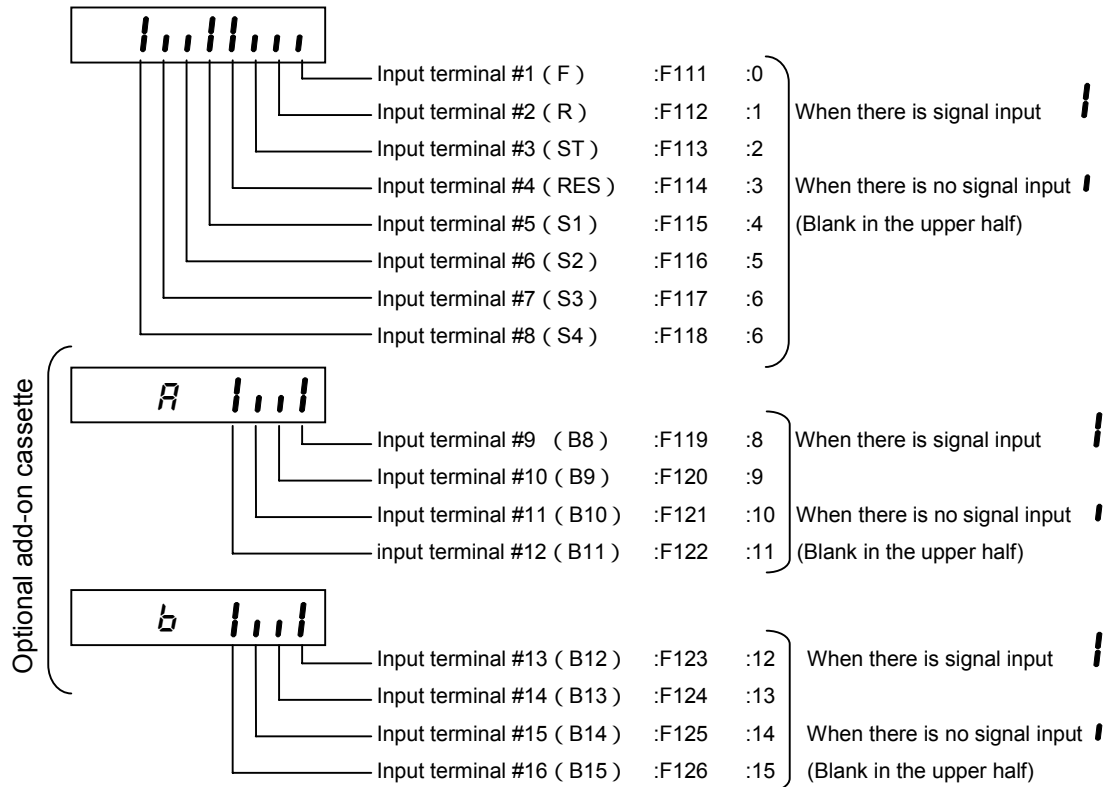 Input terminal #1 ( F ) :F111 :0
Input terminal #2 ( R ) :F112 :1 When there is signal input
Input terminal #3 ( ST ) :F113 :2
Input terminal #4 ( RES ) :F114 :3 When there is no signal input
Input terminal #5 ( S1 ) :F115 :4 (Blank in the upper half)
Input terminal #6 ( S2 ) :F116 :5
Input terminal #7 ( S3 ) :F117 :6
Input terminal #8 ( S4 ) :F118 :6
Optional add-on cassette
A
Input terminal #9 ( B8 ) :F119 :8 When there is signal input
Input terminal #10 ( B9 ) :F120 :9
Input terminal #11 ( B10 ) :F121 :10 When there is no signal input
input terminal #12 ( B11 ) :F122 :11 (Blank in the upper half)
b
Input terminal #13 ( B12 ) :F123 :12 When there is signal input
Input terminal #14 ( B13 ) :F124 :13
Input terminal #15 ( B14 ) :F125 :14 When there is no signal input
Input terminal #16 ( B15 ) :F126 :15 (Blank in the upper half)